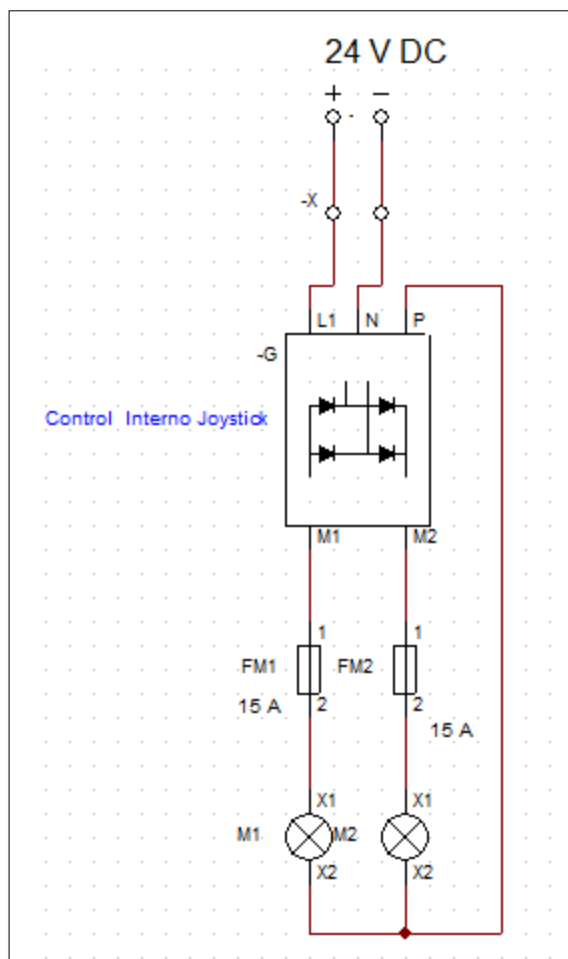 24 V DC
+ −
-X
L1 N P
-G
Control Interno Joystick
M1 M2
1 1
FM1 FM2
15 A 2 2
15 A
X1 X1
M1 M2
X2 X2